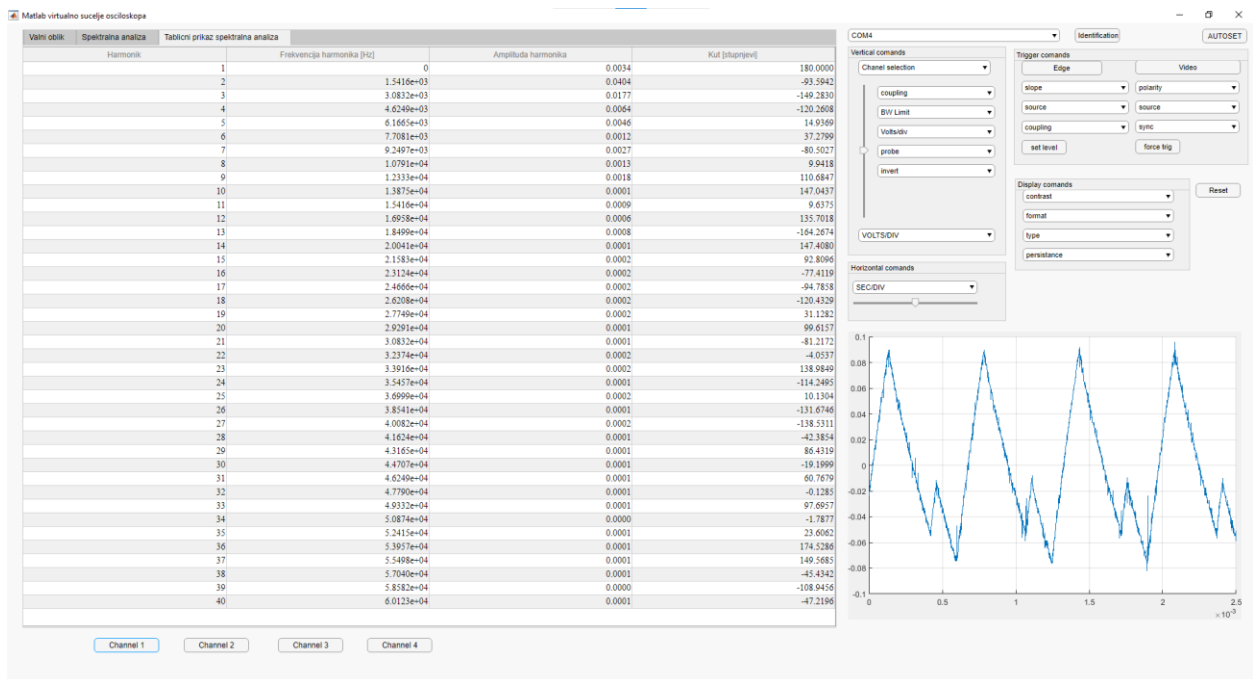 Matlab virtualno sucelje osciloskopa
Valni oblik Spektralna analiza Tablicni prikaz spektralna analiza
Harmonik Frekvencija harmonika [Hz] Amplituda harmonika Kut [stupnjevi]
1 0 0.0034 180.0000
2 1.5416e+03 0.0404 -93.5942
3 3.0832e+03 0.0177 -149.2830
4 4.6249e+03 0.0064 -120.2608
5 6.1665e+03 0.0046 14.9369
6 7.7081e+03 0.0012 37.2799
7 9.2497e+03 0.0027 -80.5027
8 1.0791e+04 0.0013 9.9418
9 1.2333e+04 0.0018 110.6847
10 1.3875e+04 0.0001 147.0437
11 1.5416e+04 0.0009 9.6375
12 1.6958e+04 0.0006 135.7018
13 1.8499e+04 0.0008 -164.2674
14 2.0041e+04 0.0001 147.4080
15 2.1583e+04 0.0002 92.8096
16 2.3124e+04 0.0002 -77.4119
17 2.4666e+04 0.0002 -94.7858
18 2.6208e+04 0.0002 -120.4329
19 2.7749e+04 0.0002 31.1282
20 2.9291e+04 0.0001 99.6157
21 3.0832e+04 0.0001 -81.2172
22 3.2374e+04 0.0002 -4.0537
23 3.3916e+04 0.0002 138.9849
24 3.5457e+04 0.0001 -114.2495
25 3.6999e+04 0.0002 10.1304
26 3.8541e+04 0.0001 -131.6746
27 4.0082e+04 0.0002 -138.5311
28 4.1624e+04 0.0001 -42.3854
29 4.3165e+04 0.0001 86.4319
30 4.4707e+04 0.0001 -19.1999
31 4.6249e+04 0.0001 60.7679
32 4.7790e+04 0.0001 -0.1285
33 4.9332e+04 0.0001 97.6957
34 5.0874e+04 0.0000 -1.7877
35 5.2415e+04 0.0001 23.6062
36 5.3957e+04 0.0001 174.5286
37 5.5498e+04 0.0001 149.5685
38 5.7040e+04 0.0001 -45.4342
39 5.8582e+04 0.0000 -108.9456
40 6.0123e+04 0.0001 -47.2196
Channel 1 Channel 2 Channel 3 Channel 4
COM4 Identification AUTOSET
Vertical comands
Chanel selection
coupling
BW Limit
Volts/div
probe
invert
VOLTS/DIV
Trigger comands
Edge Video
slope polarity
source source
coupling sync
set level force trig
Display comands
contrast
format
type
persistance
Reset
Horizontal comands
SEC/DIV
0.1
0.08
0.06
0.04
0.02
0
-0.02
-0.04
-0.06
-0.08
-0.1
0 0.5 1 1.5 2 2.5
×10-3